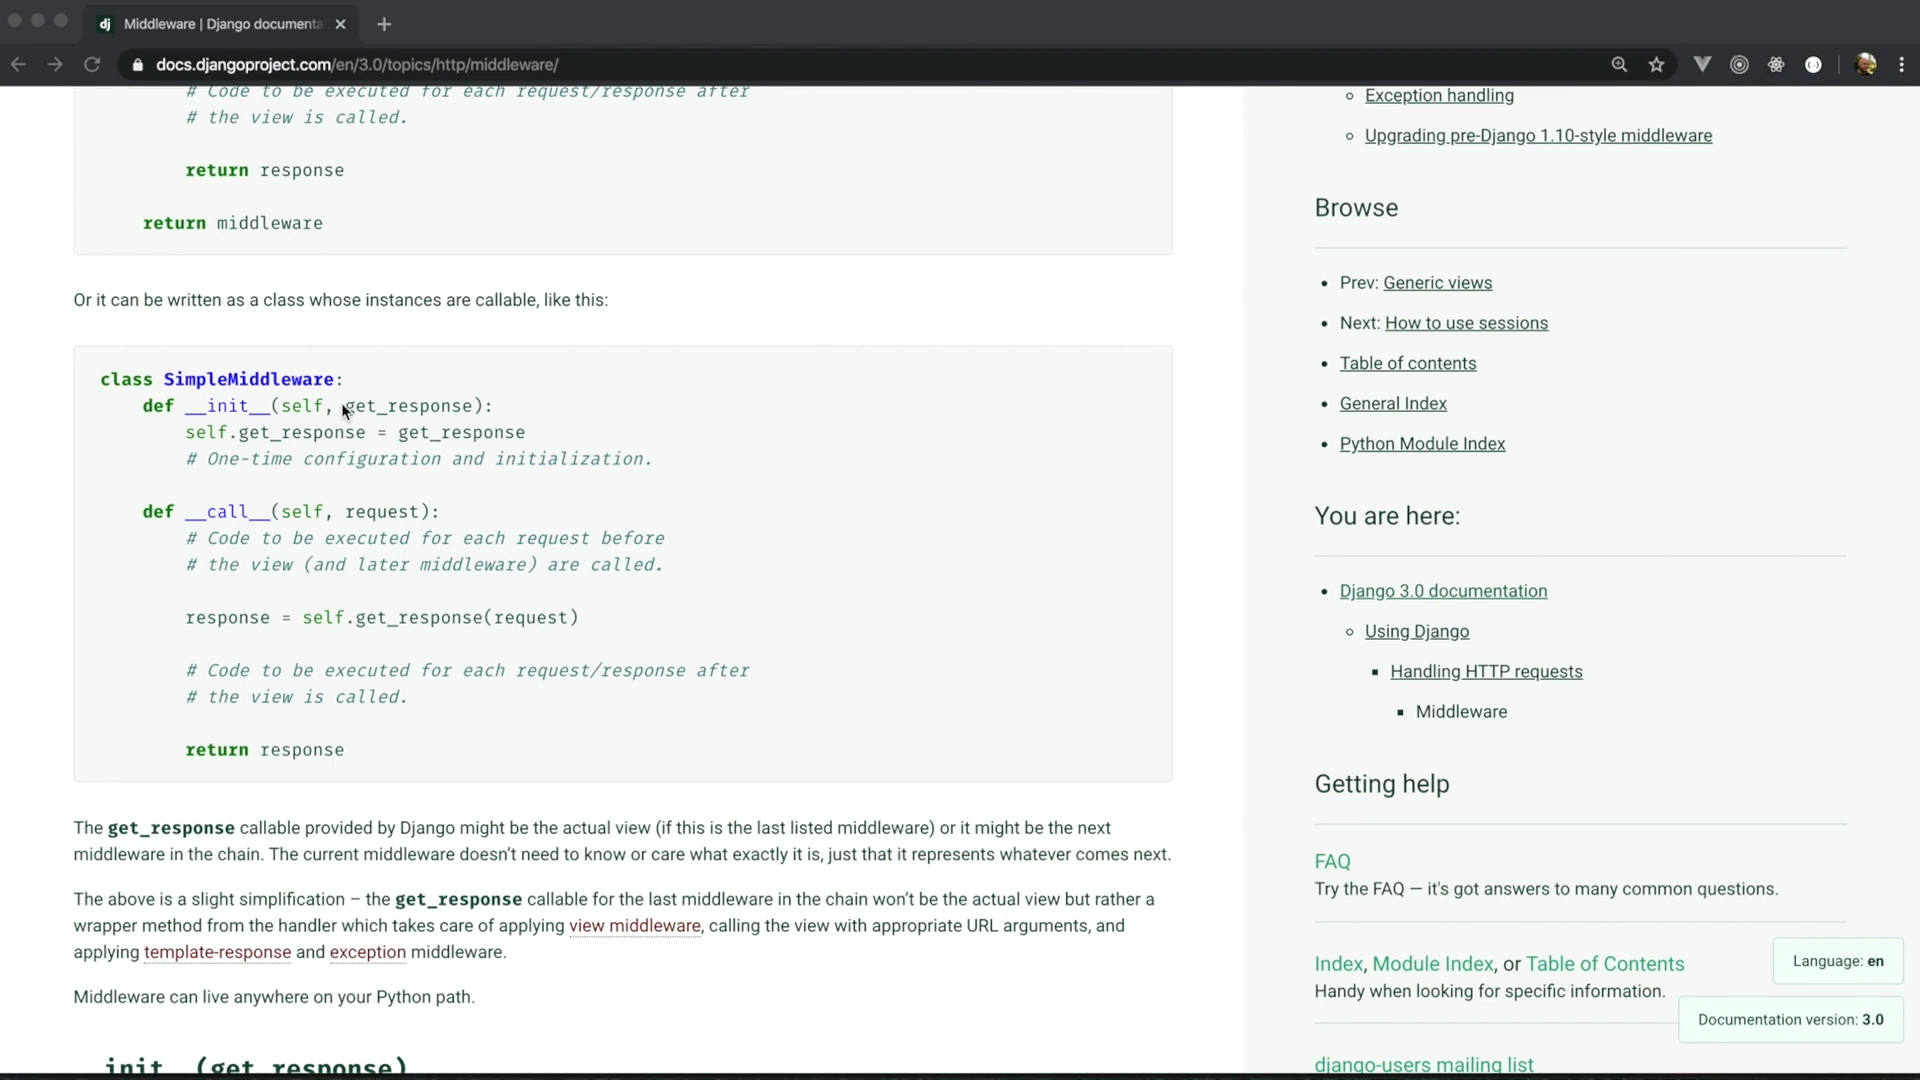 dj Middleware | Django documenta
docs.djangoproject.com/en/3.0/topics/http/middleware/
# Code to be executed for each request/response after
# the view is called.
return response
return middleware
Or it can be written as a class whose instances are callable, like this:
class SimpleMiddleware:
def __init__(self, get_response):
self.get_response = get_response
# One-time configuration and initialization.
def __call__(self, request):
# Code to be executed for each request before
# the view (and later middleware) are called.
response = self.get_response(request)
# Code to be executed for each request/response after
# the view is called.
return response
The get_response callable provided by Django might be the actual view (if this is the last listed middleware) or it might be the next
middleware in the chain. The current middleware doesn’t need to know or care what exactly it is, just that it represents whatever comes next.
The above is a slight simplification – the get_response callable for the last middleware in the chain won’t be the actual view but rather a
wrapper method from the handler which takes care of applying view middleware, calling the view with appropriate URL arguments, and
applying template-response and exception middleware.
Middleware can live anywhere on your Python path.
__init__(get_response)
Exception handling
Upgrading pre-Django 1.10-style middleware
Browse
Prev: Generic views
Next: How to use sessions
Table of contents
General Index
Python Module Index
You are here:
Django 3.0 documentation
Using Django
Handling HTTP requests
Middleware
Getting help
FAQ
Try the FAQ — it's got answers to many common questions.
Index, Module Index, or Table of Contents
Handy when looking for specific information.
django-users mailing list
Language: en
Documentation version: 3.0